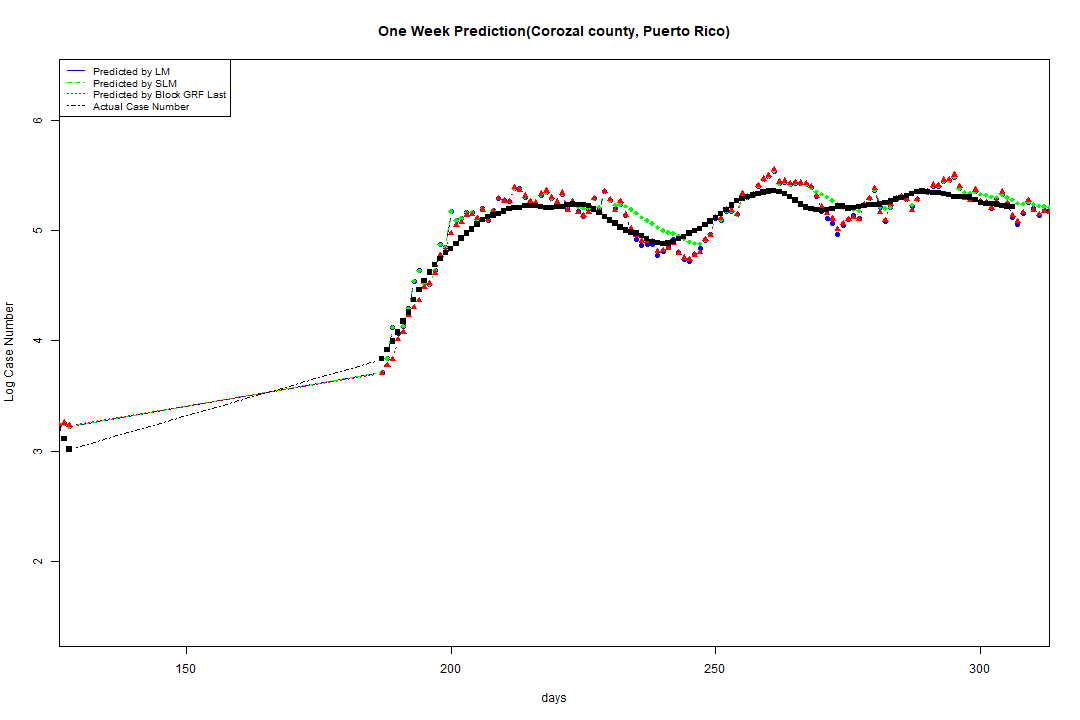 One Week Prediction(Corozal county, Puerto Rico)
Predicted by LM
Predicted by SLM
Predicted by Block GRF Last
Actual Case Number
6
5
4
3
2
Log Case Number
150 200 250 300
days